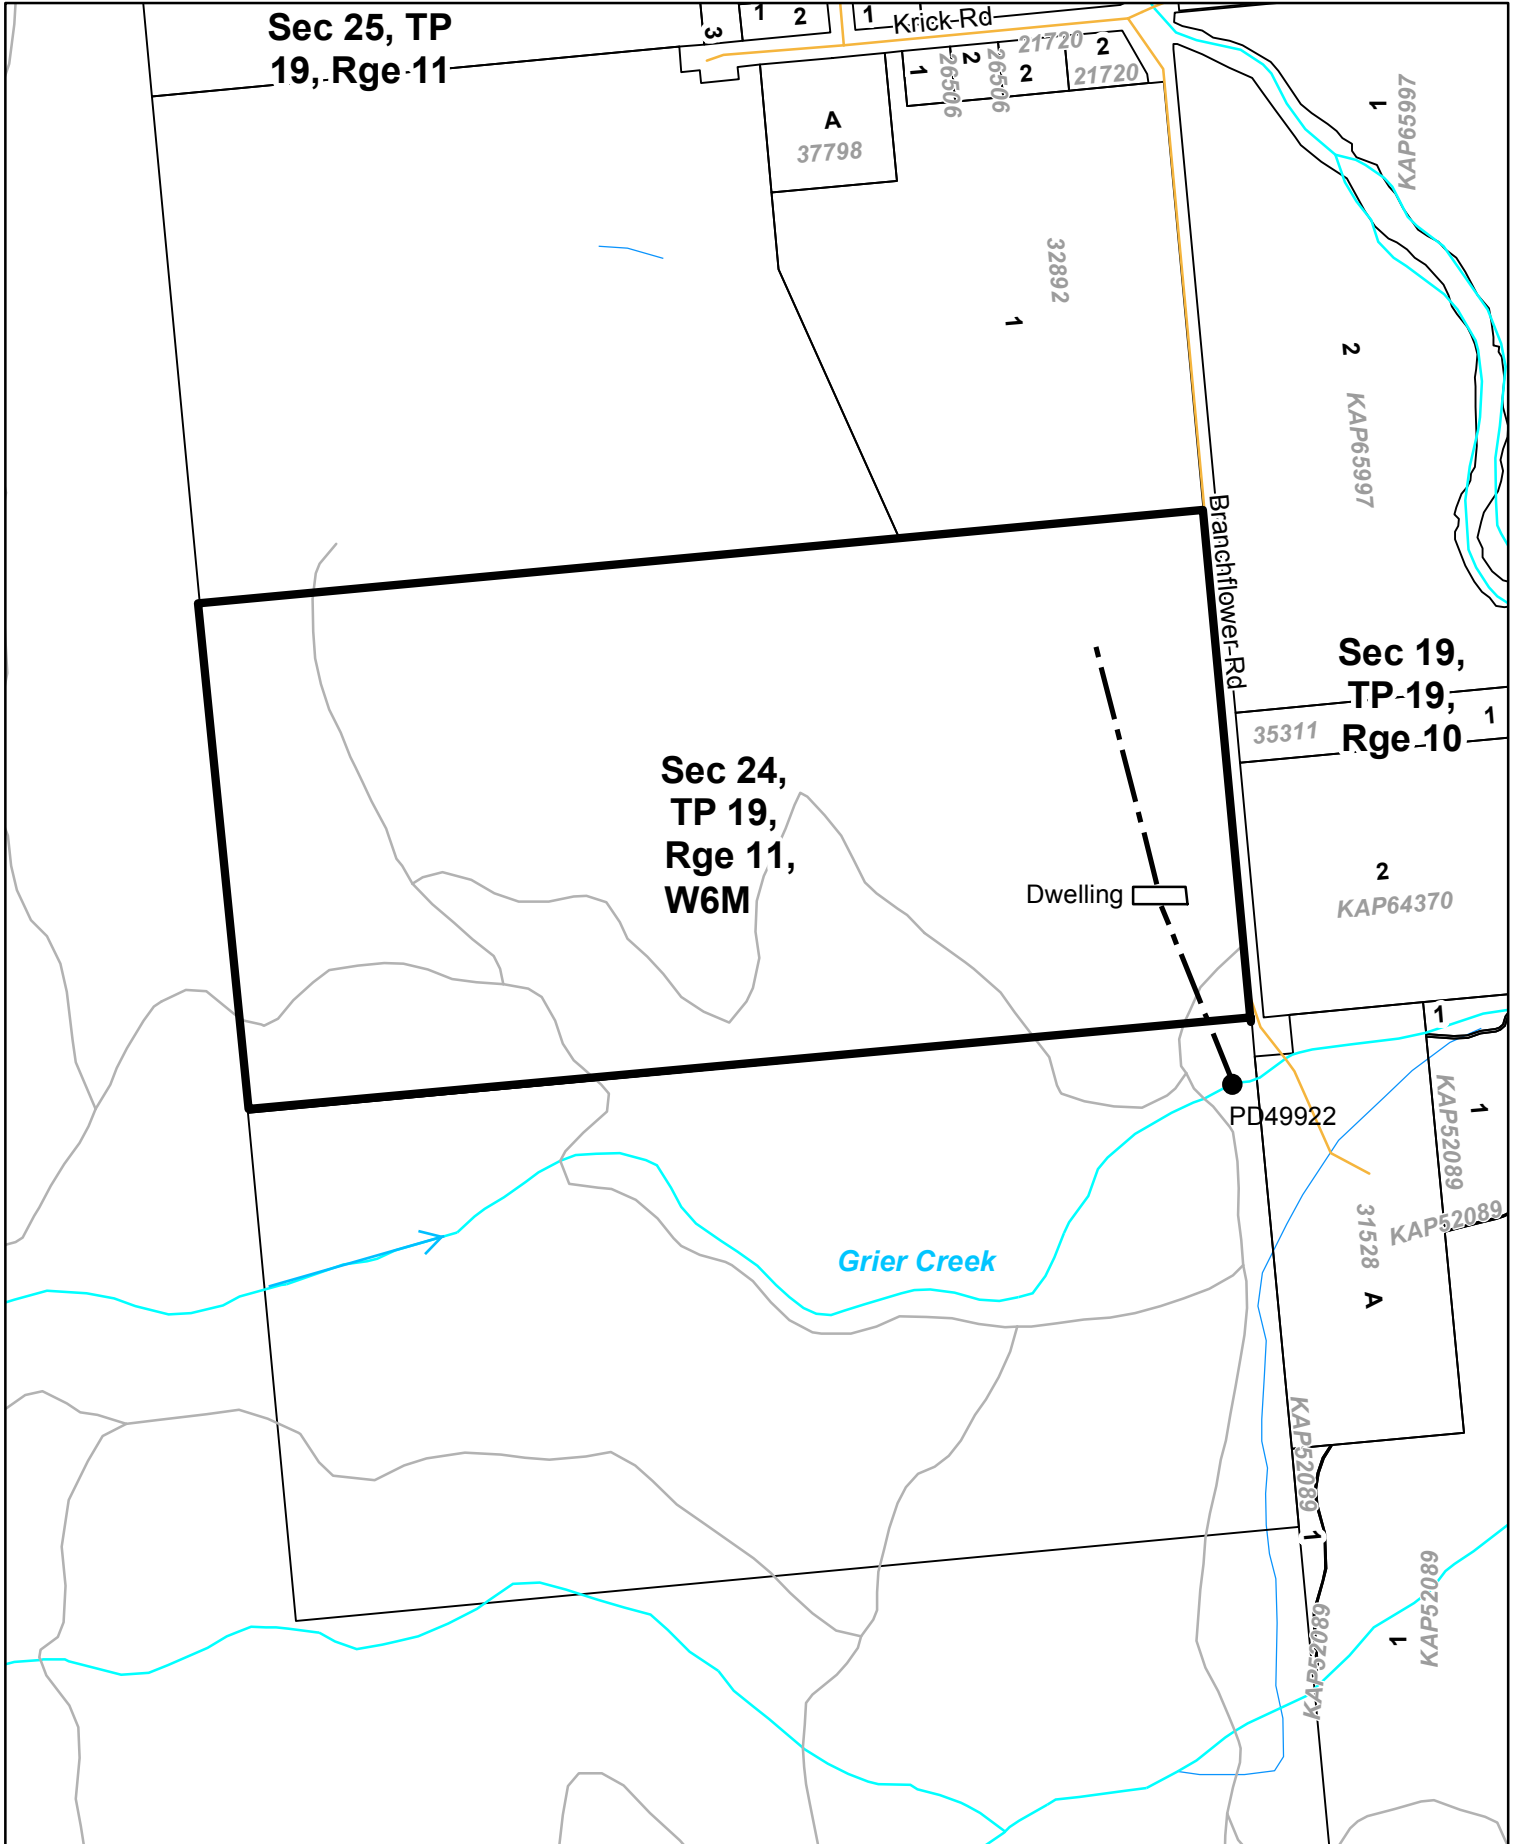 Sec 25, TP
19, Rge 11
3
1
2
1
Krick Rd
1
26506
2
26506
2
21720
2
21720
A
37798
1
KAP65997
32892
1
2
KAP65997
Branchflower Rd
Sec 19,
TP 19,
Rge 10
1
35311
Sec 24,
TP 19,
Rge 11,
W6M
Dwelling
2
KAP64370
1
PD49922
KAP52089
1
KAP52089
31528
A
Grier Creek
KAP52089
1
KAP52089
1
KAP52089